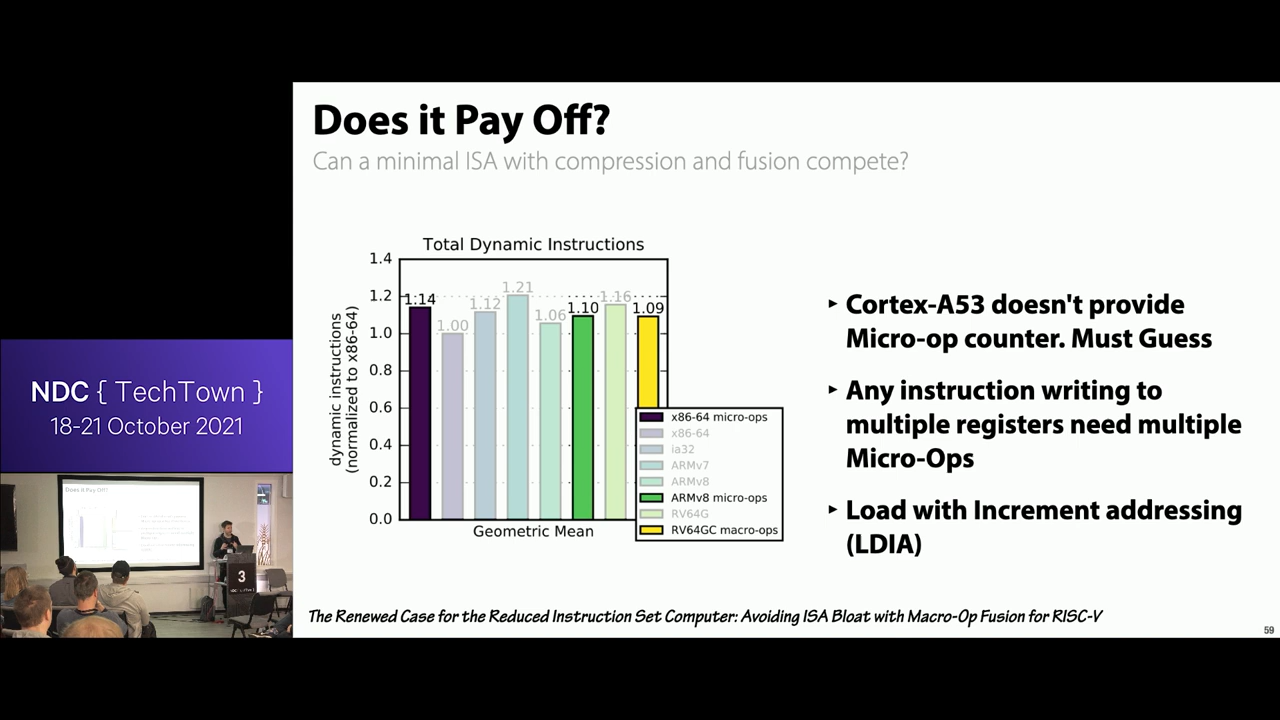 Does it Pay Off?
Can a minimal ISA with compression and fusion compete?
Total Dynamic Instructions
dynamic instructions
(normalized to x86-64)
1.4
1.2
1.0
0.8
0.6
0.4
0.2
0.0
1.14
1.00
1.12
1.21
1.06
1.10
1.16
1.09
Geometric Mean
x86-64 micro-ops
x86-64
ia32
ARMv7
ARMv8
ARMv8 micro-ops
RV64G
RV64GC macro-ops
‣ Cortex-A53 doesn't provide
Micro-op counter. Must Guess
‣ Any instruction writing to
multiple registers need multiple
Micro-Ops
‣ Load with Increment addressing
(LDIA)
The Renewed Case for the Reduced Instruction Set Computer: Avoiding ISA Bloat with Macro-Op Fusion for RISC-V
59
NDC { TechTown }
18-21 October 2021
Does it Pay Off?
3